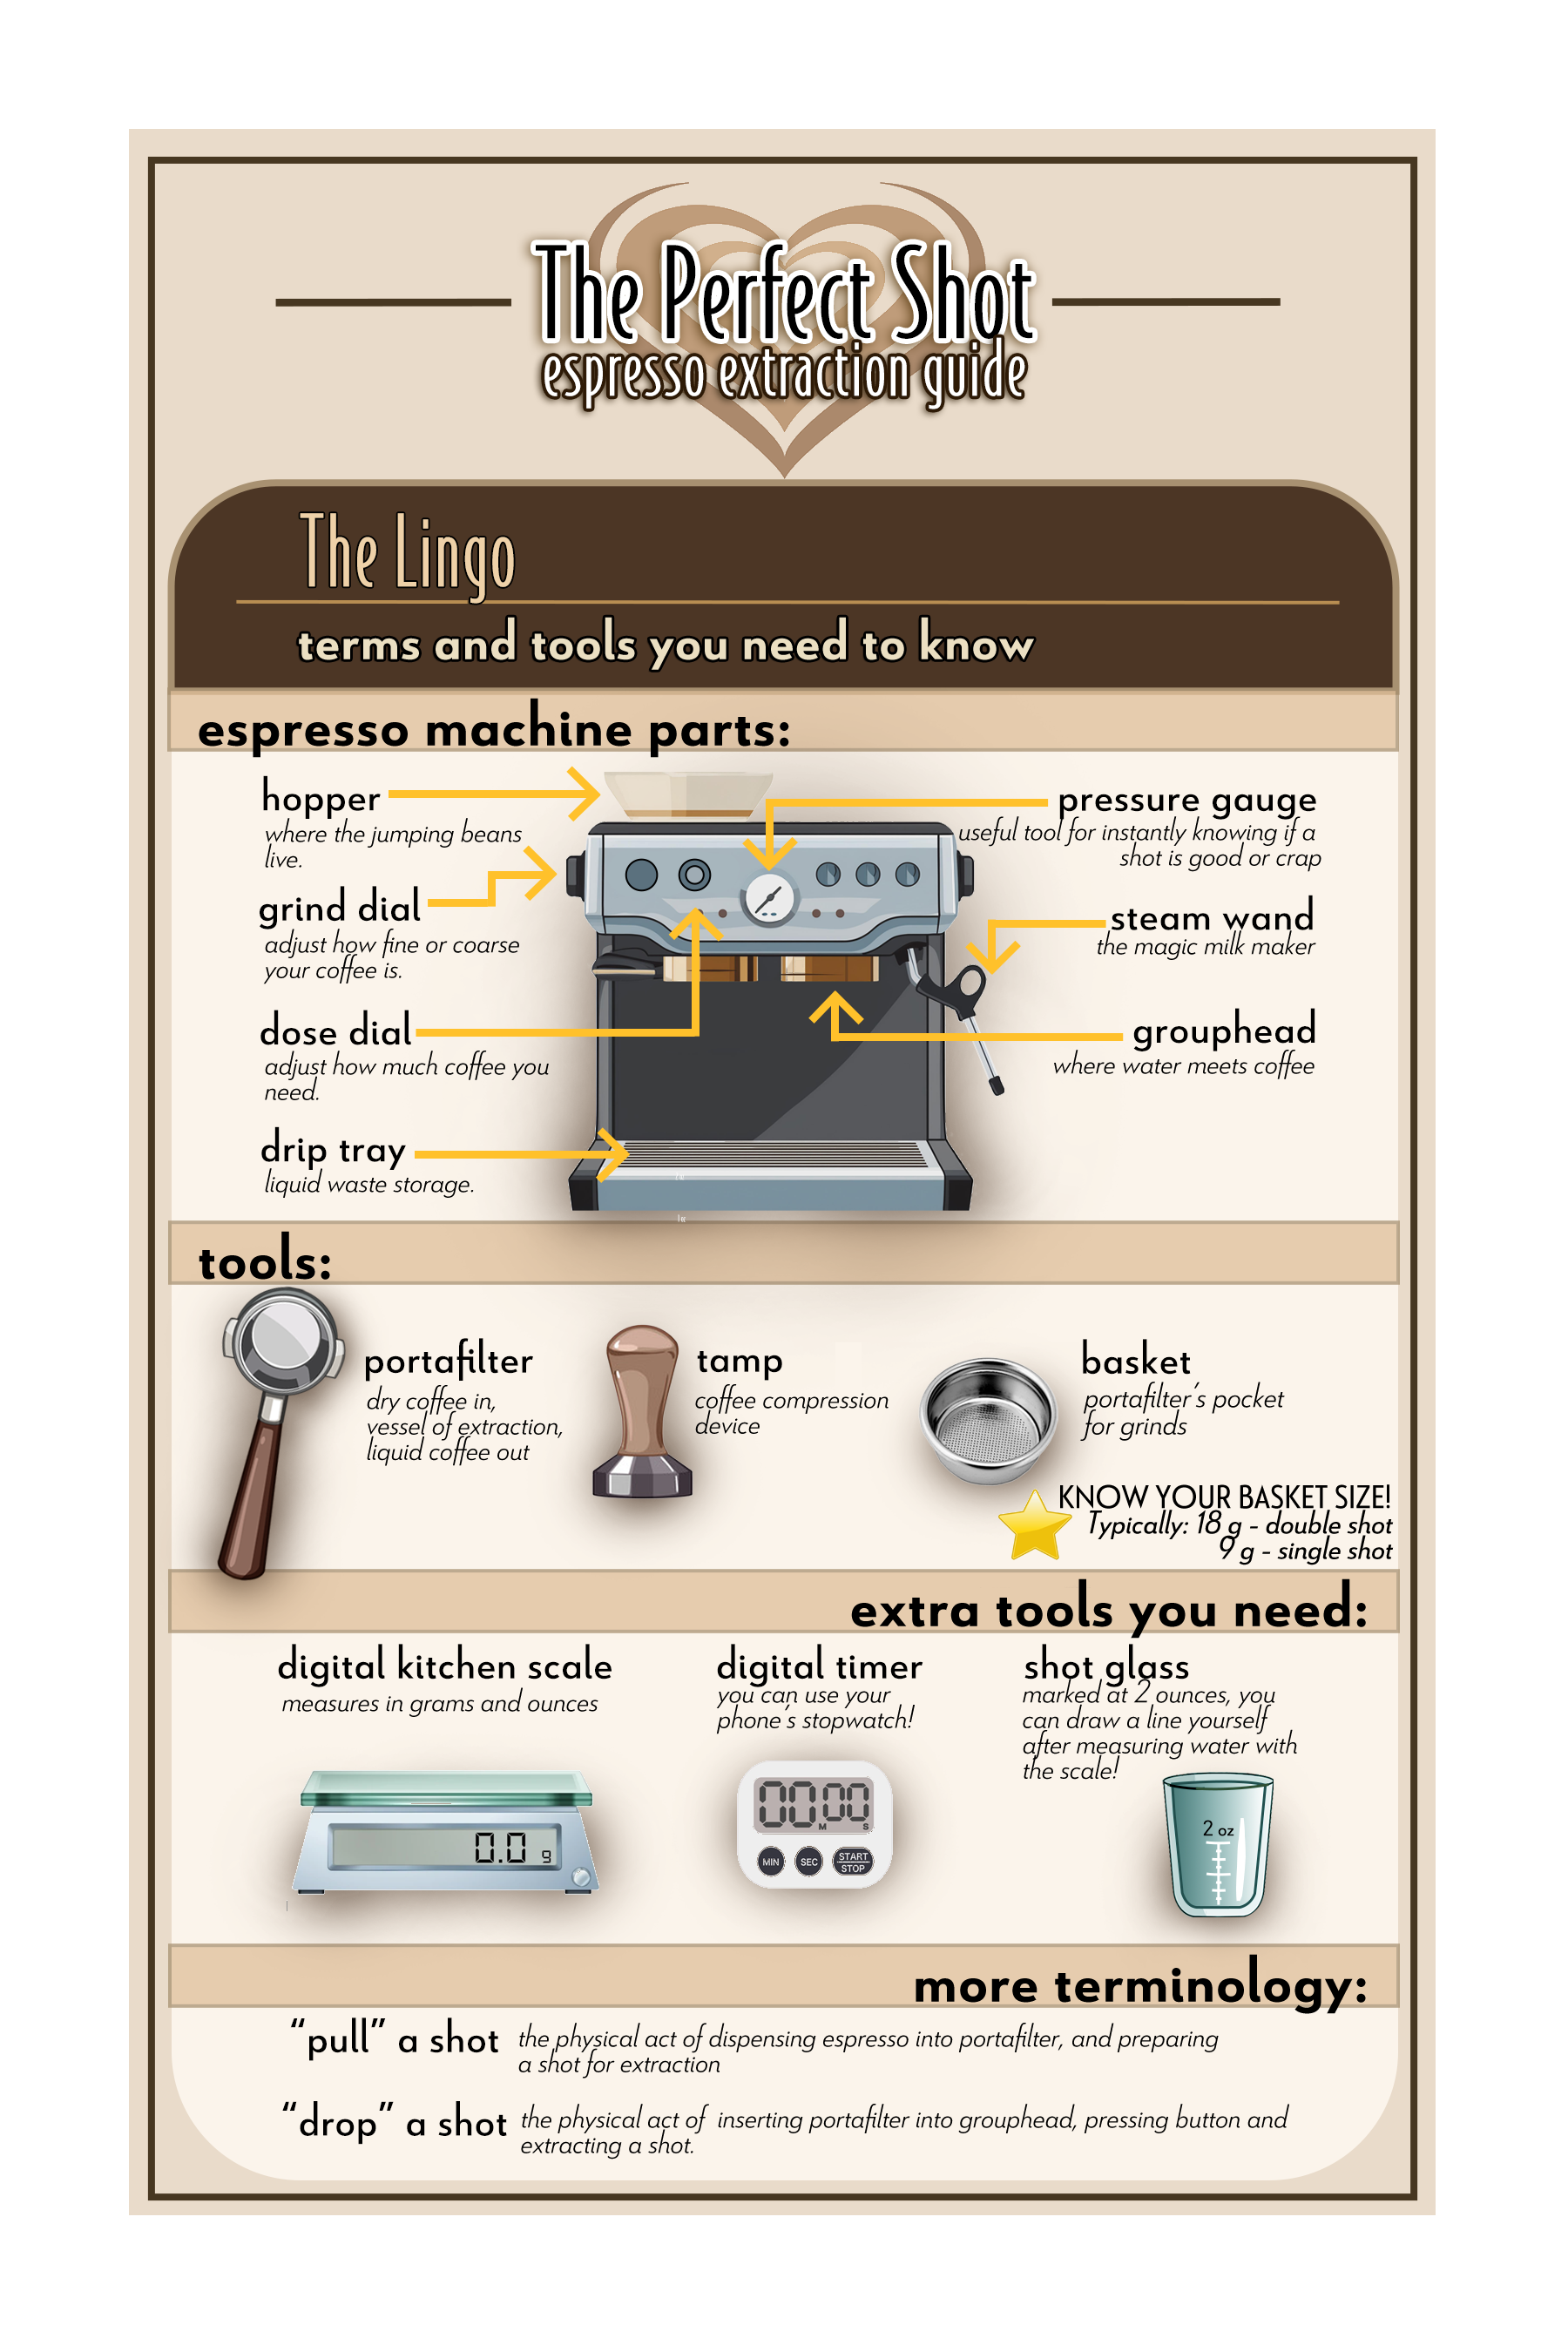 The Perfect Shot
espresso extraction guide
The Lingo
terms and tools you need to know
espresso machine parts:
hopper
where the jumping beans
live.
grind dial
adjust how fine or coarse
your coffee is.
dose dial
adjust how much coffee you
need.
drip tray
liquid waste storage.
pressure gauge
useful tool for instantly knowing if a
shot is good or crap
steam wand
the magic milk maker
grouphead
where water meets coffee
tools:
portafilter
dry coffee in,
vessel of extraction,
liquid coffee out
tamp
coffee compression
device
basket
portafilter's pocket
for grinds
KNOW YOUR BASKET SIZE!
Typically: 18 g - double shot
9 g - single shot
extra tools you need:
digital kitchen scale
measures in grams and ounces
0.0 g
digital timer
you can use your
phone's stopwatch!
00 00
M S
MIN SEC START
STOP
shot glass
marked at 2 ounces, you
can draw a line yourself
after measuring water with
the scale!
2 oz
more terminology:
"pull" a shot
the physical act of dispensing espresso into portafilter, and preparing
a shot for extraction
"drop" a shot
the physical act of inserting portafilter into grouphead, pressing button and
extracting a shot.